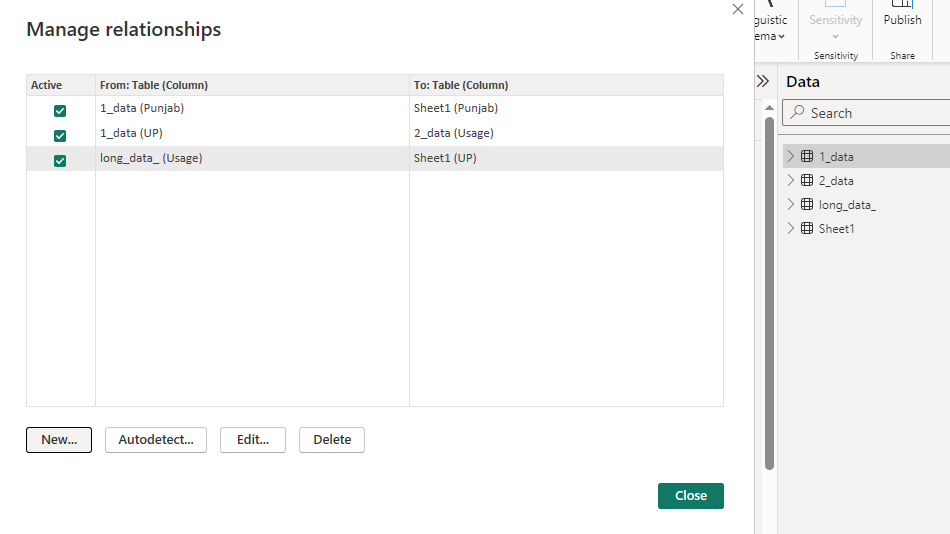 Manage relationships
Active From: Table (Column) To: Table (Column)
1_data (Punjab) Sheet1 (Punjab)
1_data (UP) 2_data (Usage)
long_data_ (Usage) Sheet1 (UP)
New... Autodetect... Edit... Delete
Close
guistic Sensitivity Publish
ema
Sensitivity Share
Data
Search
1_data
2_data
long_data_
Sheet1